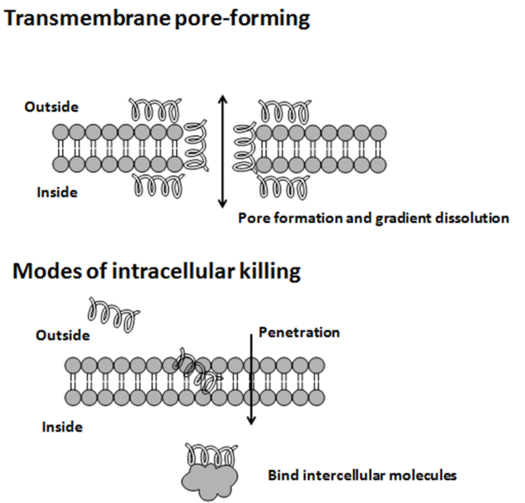 Transmembrane pore-forming
Outside
Inside
Pore formation and gradient dissolution
Modes of intracellular killing
Outside
Penetration
Inside
Bind intercellular molecules